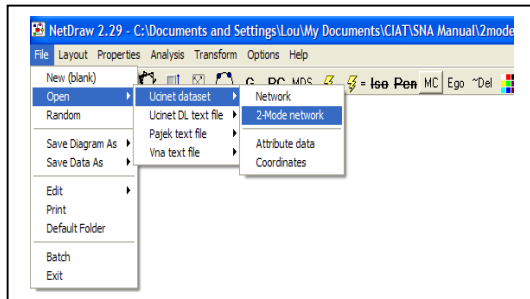 NetDraw 2.29 - C:\Documents and Settings\Lou\My Documents\CIAT\SNA Manual\2mode
File Layout Properties Analysis Transform Options Help
G RC MDS = Iso Pen MC Ego ~Del
New (blank)
Open
Random
Save Diagram As
Save Data As
Edit
Print
Default Folder
Batch
Exit
Ucinet dataset
Ucinet DL text file
Pajek text file
Vna text file
Network
2-Mode network
Attribute data
Coordinates